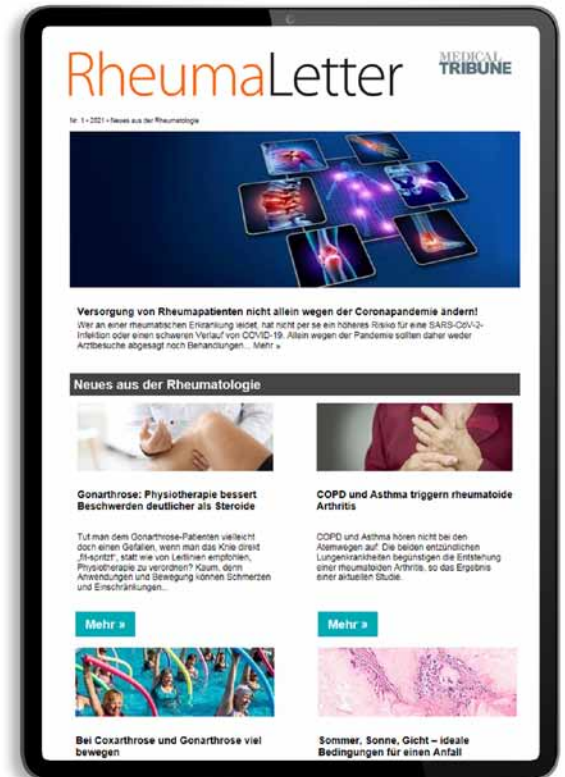 RheumaLetter
MEDICAL
TRIBUNE
Nr. 1 • 2021 • Neues aus der Rheumatologie
Versorgung von Rheumapatienten nicht allein wegen der Coronapandemie ändern!
Wer an einer rheumatischen Erkrankung leidet, hat nicht per se ein höheres Risiko für eine SARS-CoV-2-
Infektion oder einen schweren Verlauf von COVID-19. Allein wegen der Pandemie sollten daher weder
Arztbesuche abgesagt noch Behandlungen... Mehr »
Neues aus der Rheumatologie
Gonarthrose: Physiotherapie bessert
Beschwerden deutlicher als Steroide
Tut man dem Gonarthrose-Patienten vielleicht
doch einen Gefallen, wenn man das Knie direkt
„fit-spritzt“, statt wie von Leitlinien empfohlen,
Physiotherapie zu verordnen? Kaum, denn
Anwendungen und Bewegung können Schmerzen
und Einschränkungen...
Mehr »
COPD und Asthma triggern rheumatoide
Arthritis
COPD und Asthma hören nicht bei den
Atemwegen auf: Die beiden entzündlichen
Lungenkrankheiten begünstigen die Entstehung
einer rheumatoiden Arthritis, so das Ergebnis
einer aktuellen Studie.
Mehr »
Bei Coxarthrose und Gonarthrose viel
bewegen
Sommer, Sonne, Gicht – ideale
Bedingungen für einen Anfall